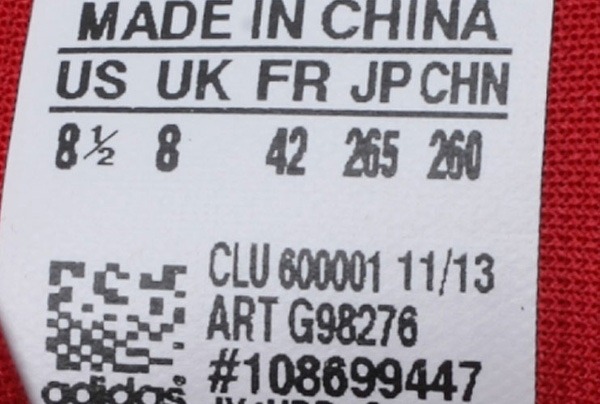 MADE IN CHINA
US UK FR JP CHN
8½ 8 42 265 260
CLU 600001 11/13
ART G98276
#108699447
adidas